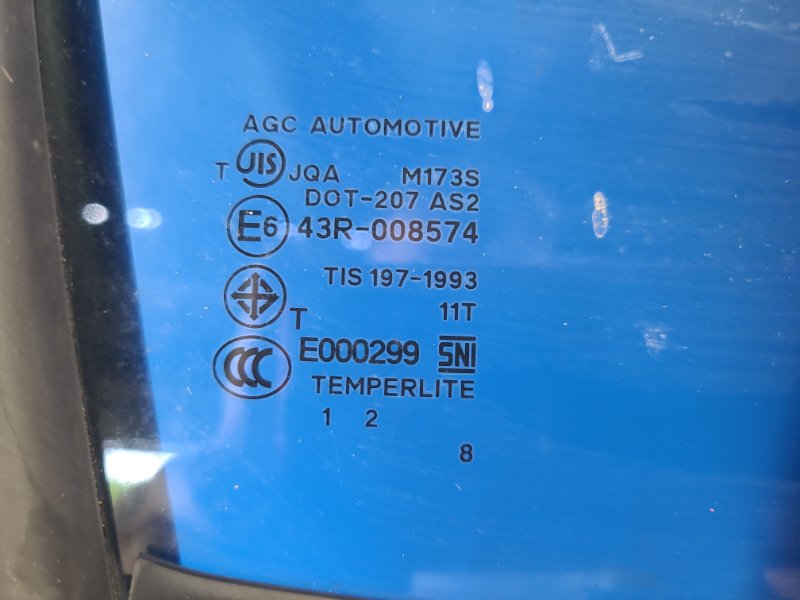 AGC AUTOMOTIVE
T JIS JQA M173S
DOT-207 AS2
E6 43R-008574
TIS 197-1993
T 11T
CCC E000299 SNI
TEMPERLITE
1 2
8